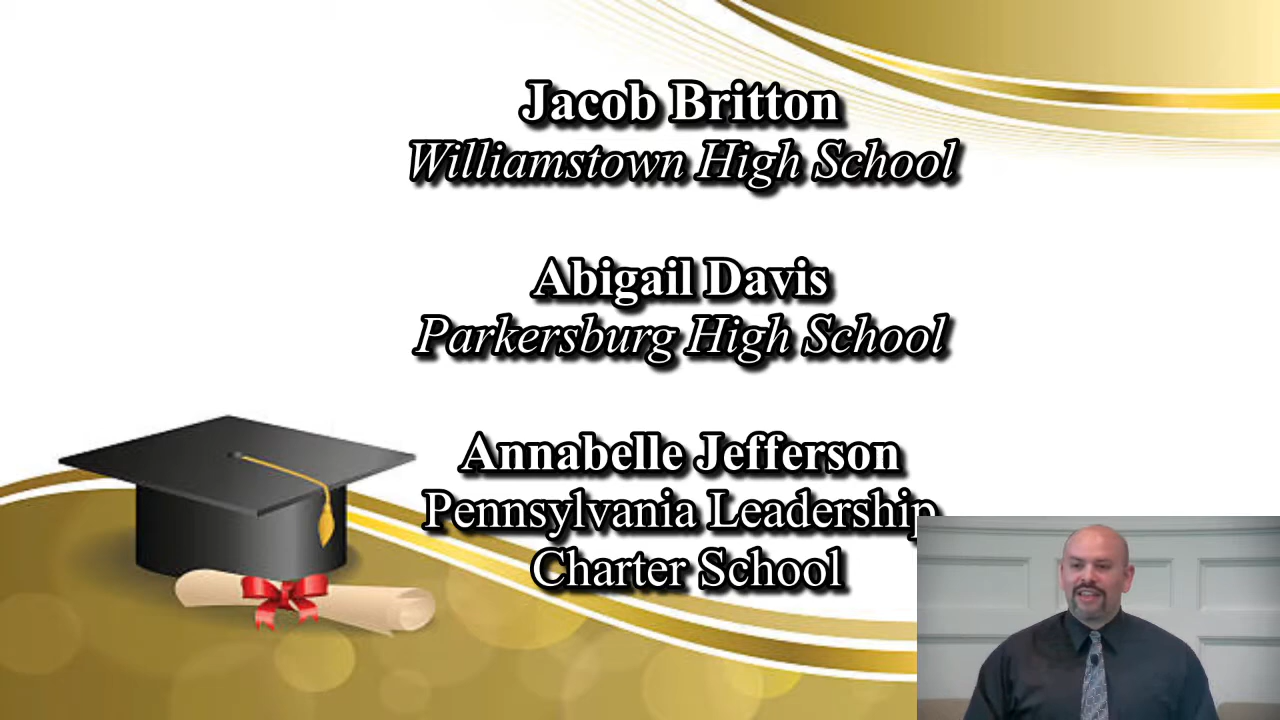 Jacob Britton
Williamstown High School
Abigail Davis
Parkersburg High School
Annabelle Jefferson
Pennsylvania Leadership
Charter School